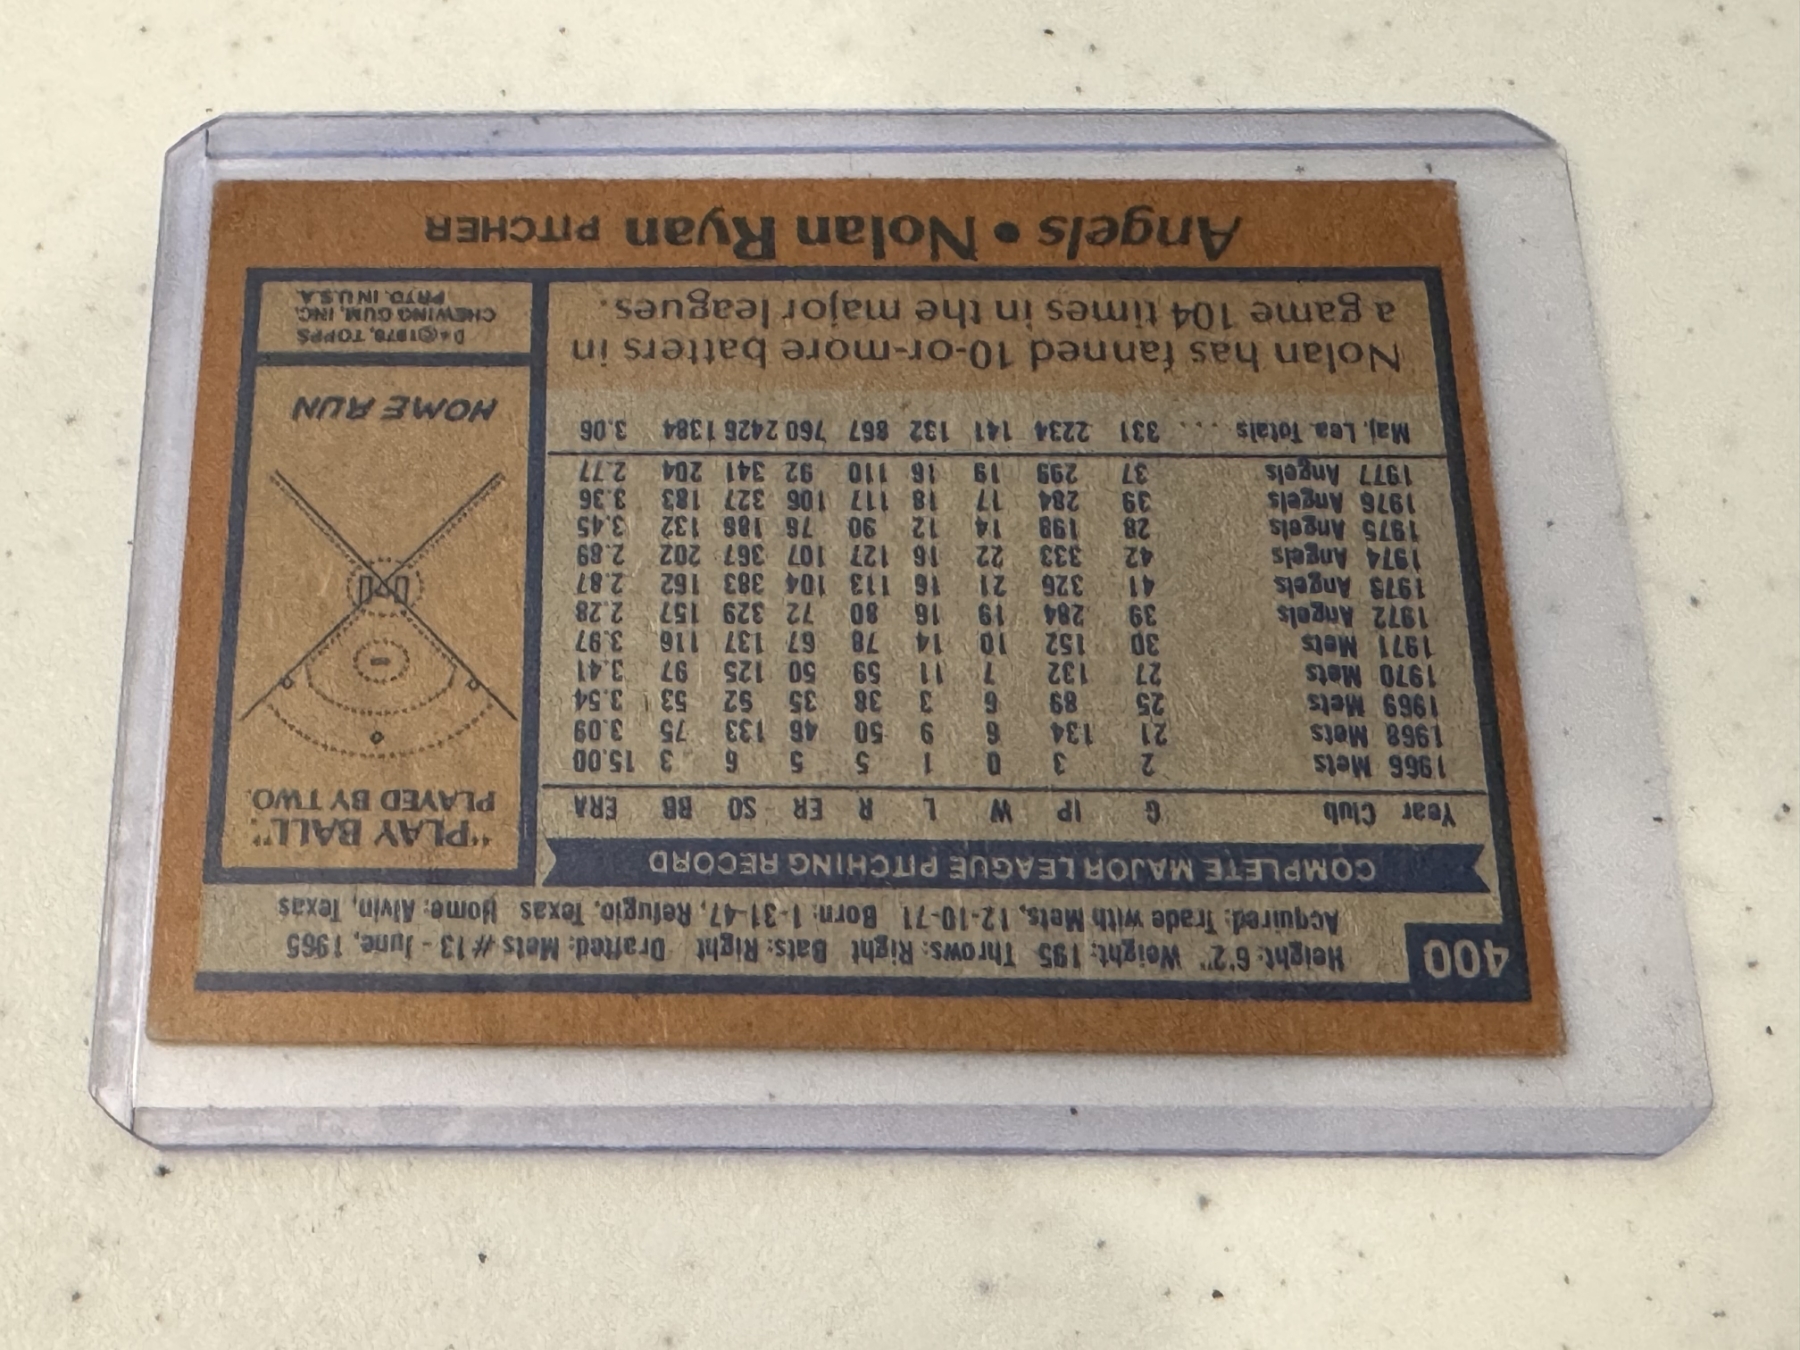 400
Height: 6'2" Weight: 195 Throws: Right Bats: Right Drafted: Mets #13 - June, 1965
Acquired: Trade with Mets, 12-10-71 Born: 1-31-47, Refugio, Texas Home: Alvin, Texas
COMPLETE MAJOR LEAGUE PITCHING RECORD
Year Club G IP W L R ER SO BB ERA
1966 Mets 2 3 0 1 5 5 6 3 15.00
1968 Mets 21 134 6 9 50 46 133 75 3.09
1969 Mets 25 89 6 3 38 35 92 53 3.54
1970 Mets 27 132 7 11 59 50 125 97 3.41
1971 Mets 30 152 10 14 78 67 137 116 3.97
1972 Angels 39 284 19 16 80 72 329 157 2.28
1973 Angels 41 326 21 16 113 104 383 162 2.87
1974 Angels 42 333 22 16 127 107 367 202 2.89
1975 Angels 28 198 14 12 90 76 186 132 3.45
1976 Angels 39 284 17 18 117 106 327 183 3.36
1977 Angels 37 299 19 16 110 92 341 204 2.77
Maj. Lea. Totals .... 331 2234 141 132 867 760 2426 1384 3.06
Nolan has fanned 10-or-more batters in
a game 104 times in the major leagues.
"PLAY BALL".
PLAYED BY TWO.
HOME RUN
D*©1978, TOPPS
CHEWING GUM, INC.
PRTD. IN U.S.A.
Angels • Nolan Ryan PITCHER